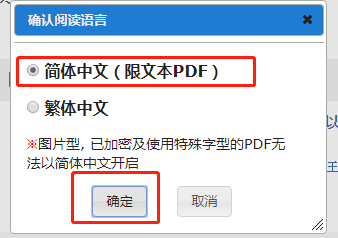 确认阅读语言
简体中文（限文本PDF）
繁体中文
※图片型，已加密及使用特殊字型的PDF无
法以简体中文开启
确定
取消
以